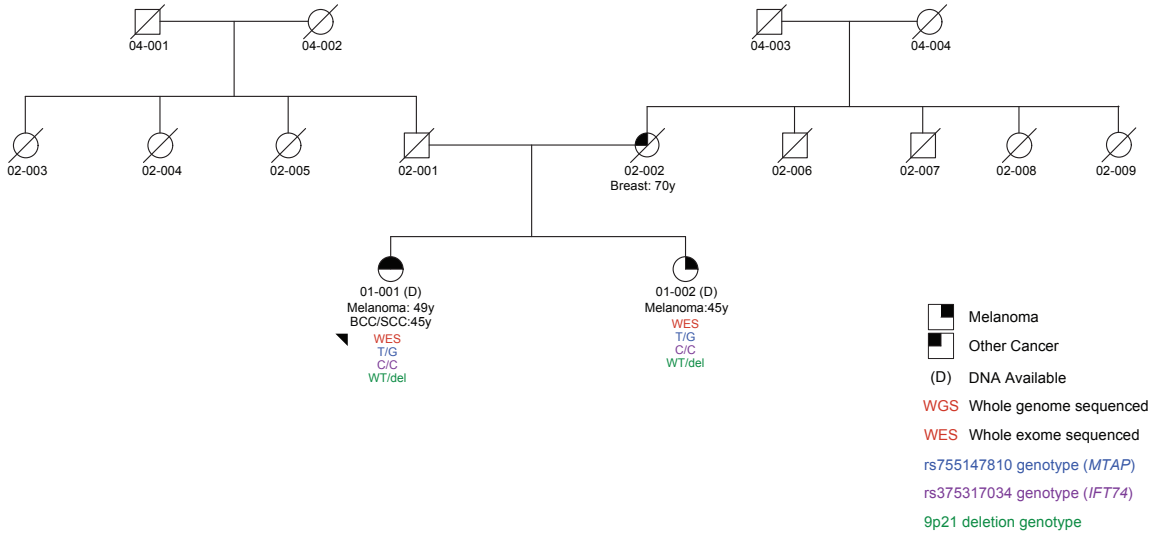 04-001
04-002
04-003
04-004
02-003
02-004
02-005
02-001
02-002
Breast: 70y
02-006
02-007
02-008
02-009
01-001 (D)
Melanoma: 49y
BCC/SCC:45y
WES
T/G
C/C
WT/del
01-002 (D)
Melanoma:45y
WES
T/G
C/C
WT/del
Melanoma
Other Cancer
(D) DNA Available
WGS Whole genome sequenced
WES Whole exome sequenced
rs755147810 genotype (MTAP)
rs375317034 genotype (IFT74)
9p21 deletion genotype